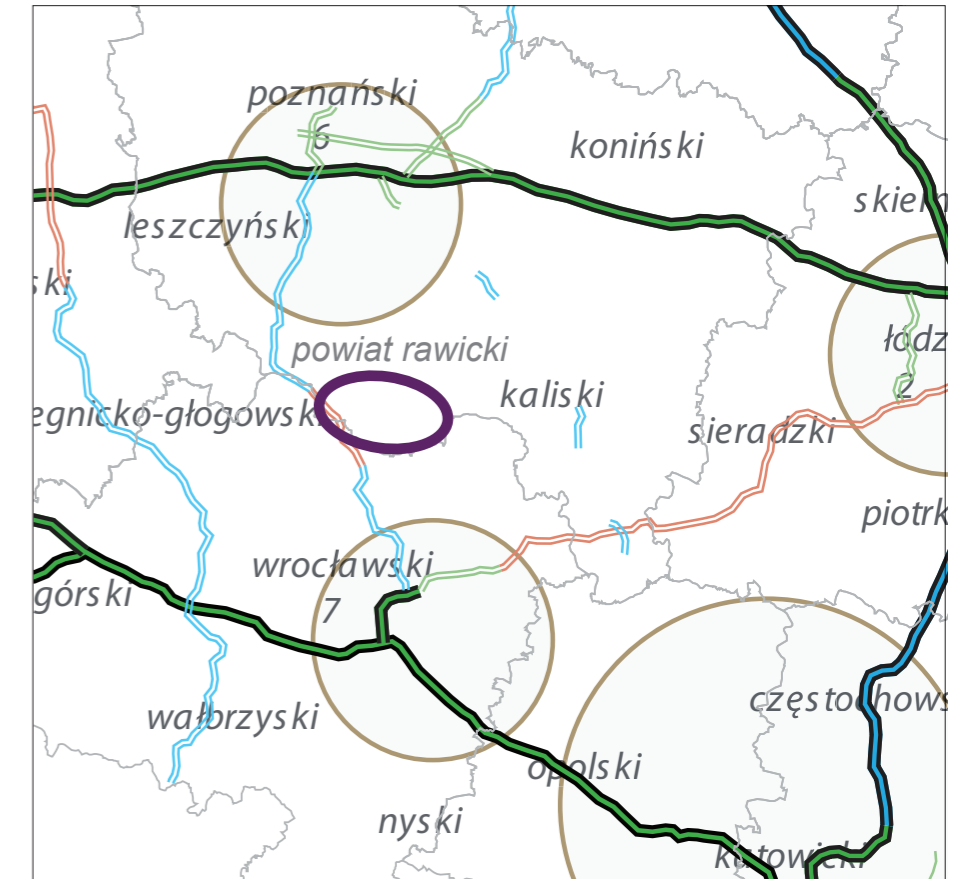 poznański
6
koniński
skiern
leszczyński
ski
powiat rawicki
łódz
2
kaliski
egnicko-głogowski
sieradzki
piotrk
wrocławski
7
górski
częstochows
wałbrzyski
opolski
nyski
katowicki